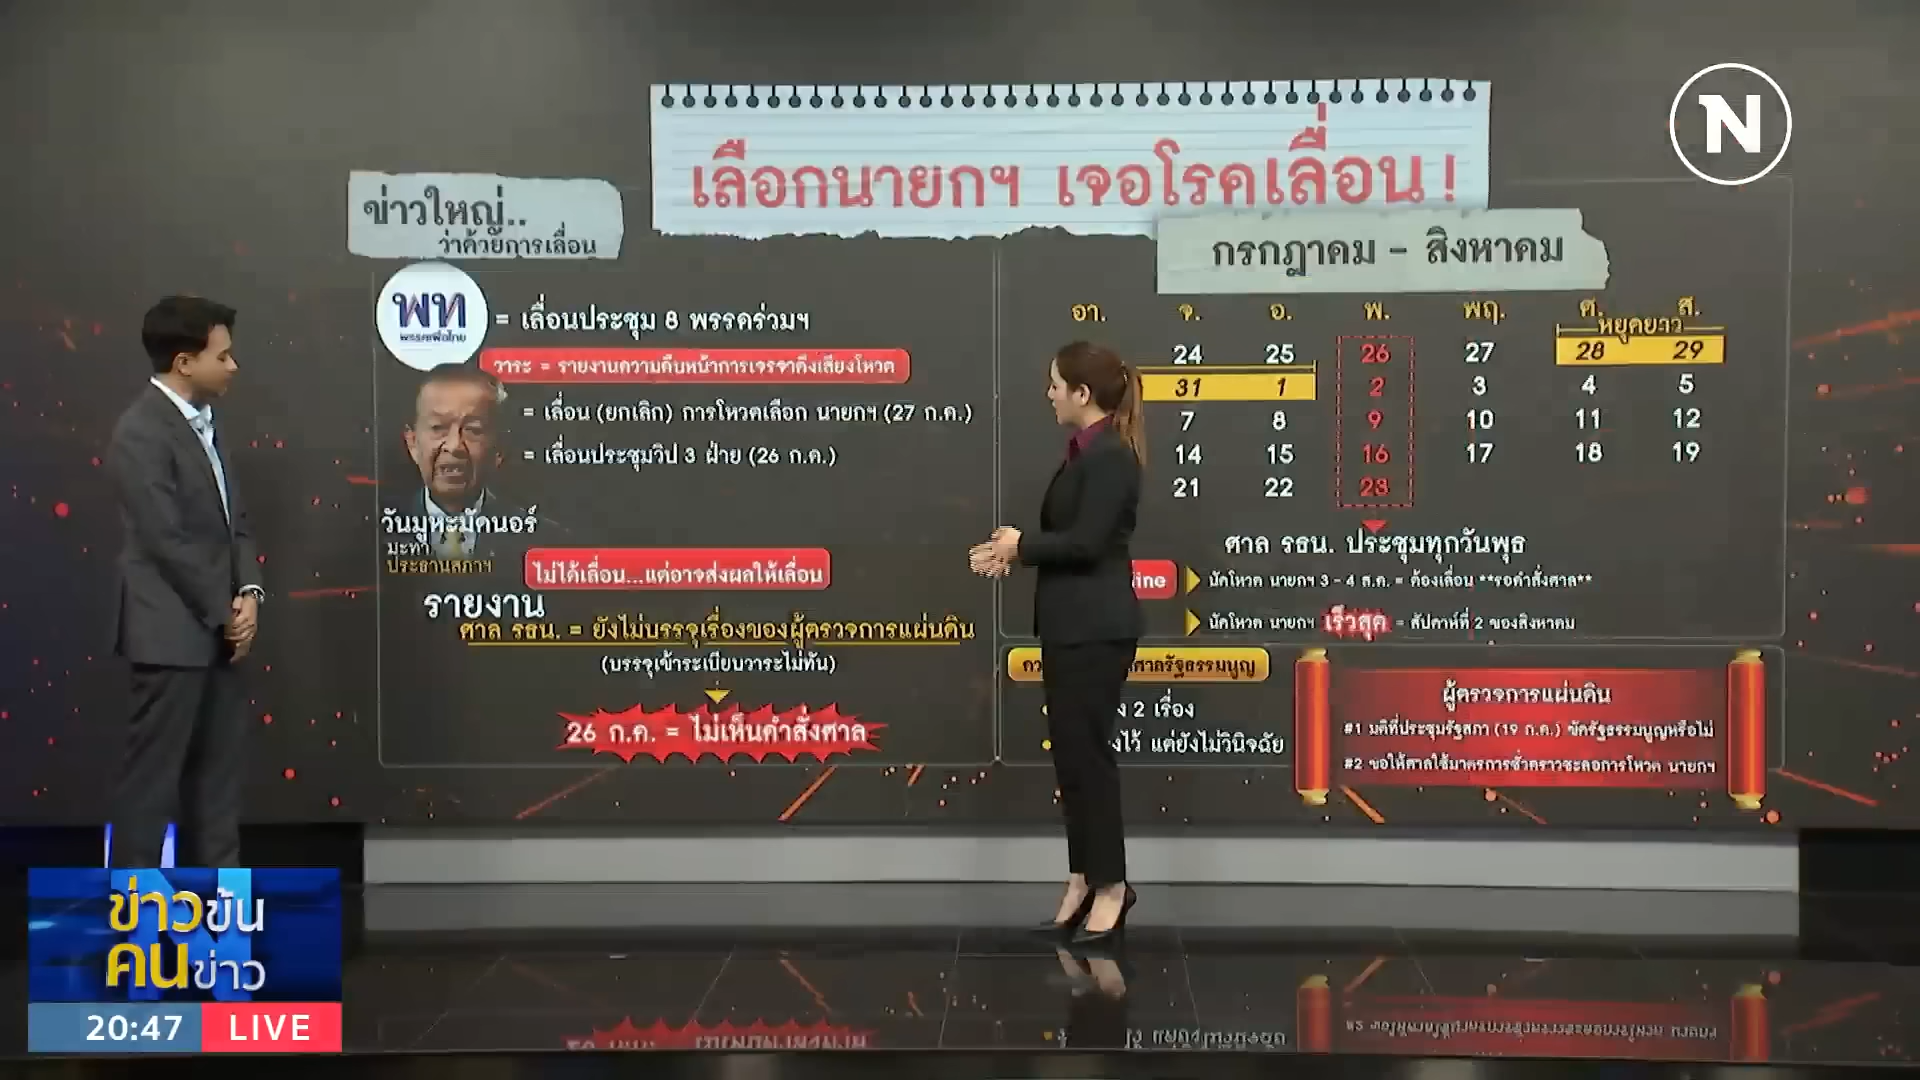 N
เลือกนายกฯ เจอโรคเลื่อน!
ข่าวใหญ่..
ว่าด้วยการเลื่อน
พท
พรรคเพื่อไทย
= เลื่อนประชุม 8 พรรคร่วมฯ
วาระ = รายงานความคืบหน้าการเจรจาดึงเสียงโหวต
= เลื่อน (ยกเลิก) การโหวตเลือก นายกฯ (27 ก.ค.)
= เลื่อนประชุมวิป 3 ฝ่าย (26 ก.ค.)
วันมูหะมัดนอร์
มะทา
ประธานสภาฯ
ไม่ได้เลื่อน...แต่อาจส่งผลให้เลื่อน
รายงาน
ศาล รธน. = ยังไม่บรรจุเรื่องของผู้ตรวจการแผ่นดิน
(บรรจุเข้าระเบียบวาระไม่ทัน)
26 ก.ค. = ไม่เห็นคำสั่งศาล
กรกฎาคม - สิงหาคม
อา. จ. อ. พ. พฤ. ศ. ส.
หยุดยาว
24 25 26 27 28 29
31 1 2 3 4 5
7 8 9 10 11 12
14 15 16 17 18 19
21 22 23
ศาล รธน. ประชุมทุกวันพุธ
ine
นัดโหวต นายกฯ 3 - 4 ส.ค. = ต้องเลื่อน **รอคำสั่งศาล**
นัดโหวต นายกฯ เร็วสุด = สัปดาห์ที่ 2 ของสิงหาคม
ศาลรัฐธรรมนูญ
2 เรื่อง
ไว้ แต่ยังไม่วินิจฉัย
ผู้ตรวจการแผ่นดิน
#1 มติที่ประชุมรัฐสภา (19 ก.ค.) ขัดรัฐธรรมนูญหรือไม่
#2 ขอให้ศาลใช้มาตรการชั่วคราวชะลอการโหวต นายกฯ
ข่าวข้น
คนข่าว
20:47 LIVE